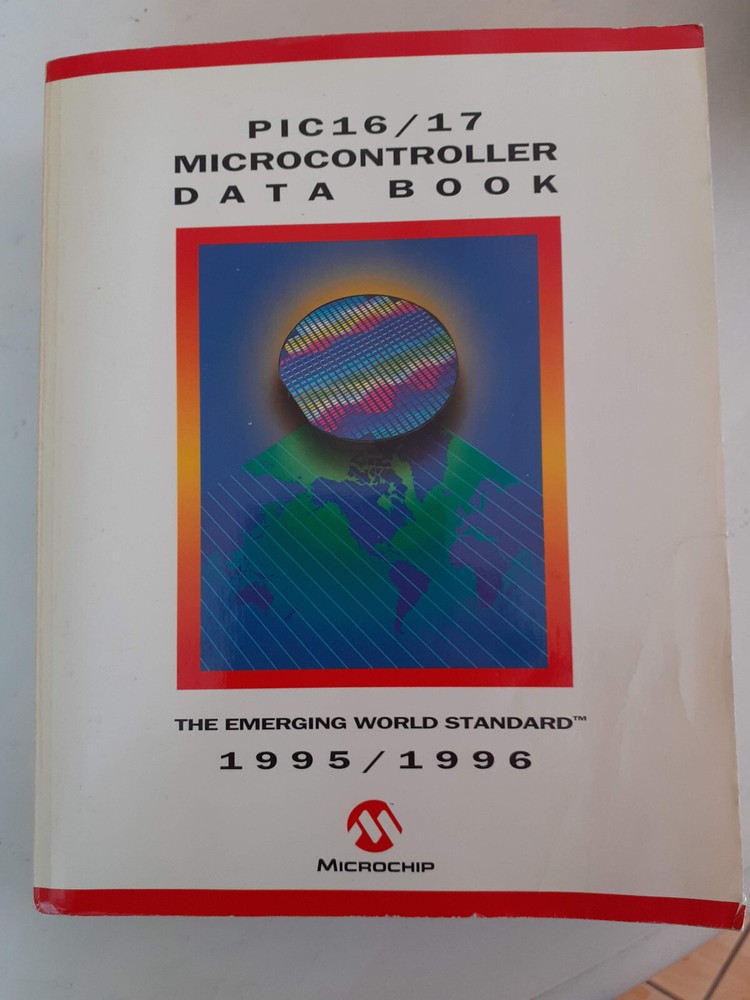 PIC16/17
MICROCONTROLLER
DATA BOOK
THE EMERGING WORLD STANDARD™
1995/1996
MICROCHIP